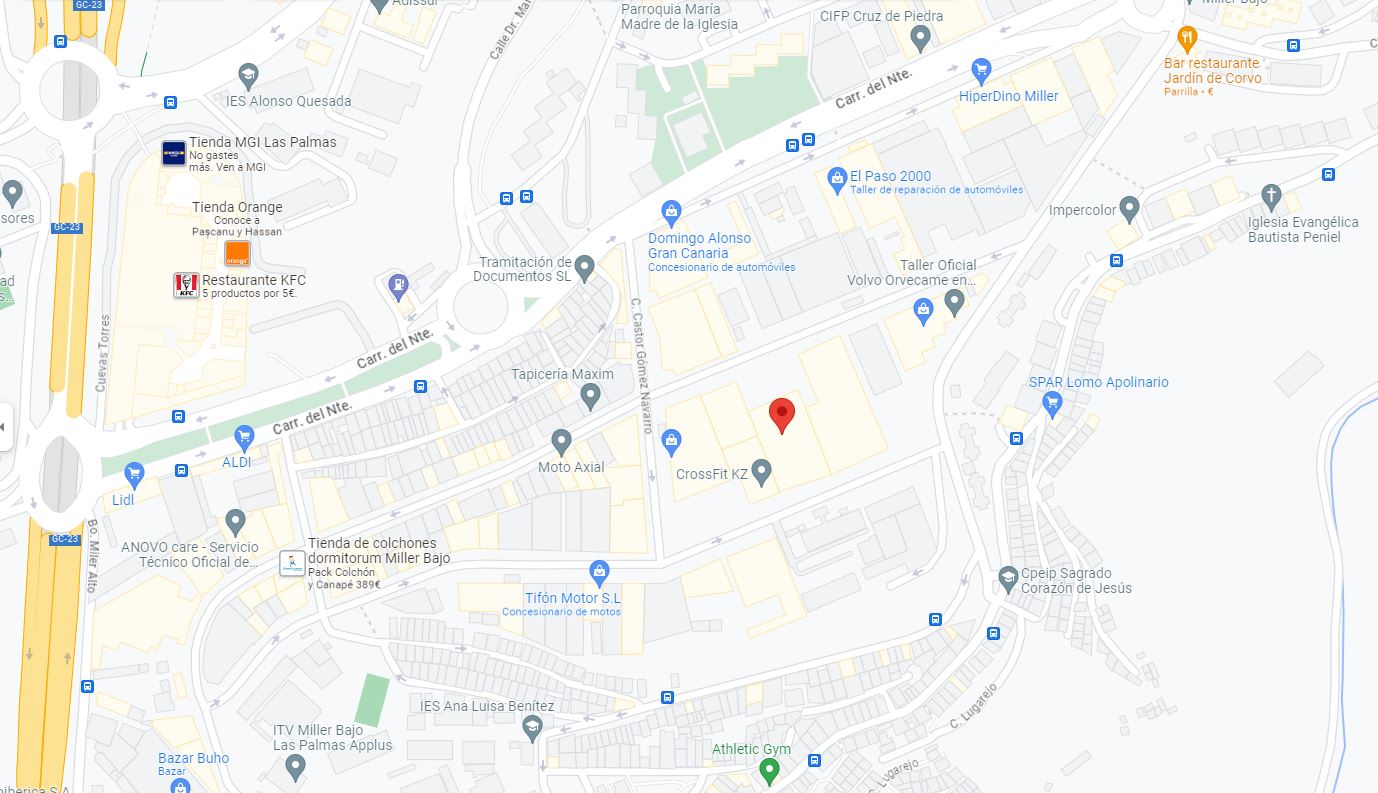 GC-23
Adissur
Parroquia María
Madre de la Iglesia
CIFP Cruz de Piedra
Miller Bajo
Bar restaurante
Jardín de Corvo
Parrilla • €
Calle Dr.
IES Alonso Quesada
Carr. del Nte.
HiperDino Miller
Tienda MGI Las Palmas
No gastes
más. Ven a MGI
El Paso 2000
Taller de reparación de automóviles
Tienda Orange
Conoce a
Pașcanu y Hassan
orange
Impercolor
Iglesia Evangélica
Bautista Peniel
GC-23
Domingo Alonso
Gran Canaria
Concesionario de automóviles
Tramitación de
Documentos SL
Taller Oficial
Volvo Orvecame en...
Restaurante KFC
5 productos por 5€.
KFC
C. Castor Gómez Navarro
Cuevas Torres
Carr. del Nte.
Tapicería Maxim
SPAR Lomo Apolinario
Carr. del Nte.
ALDI
Moto Axial
CrossFit KZ
Lidl
Bo. Miler Alto
GC-23
ANOVO care - Servicio
Técnico Oficial de...
Tienda de colchones
dormitorum Miller Bajo
Pack Colchón
y Canapé 389€
Tifón Motor S.L
Concesionario de motos
Cpeip Sagrado
Corazón de Jesús
IES Ana Luisa Benítez
C. Lugarejo
ITV Miller Bajo
Las Palmas Applus
Athletic Gym
Bazar Buho
Bazar
C. Lugarejo